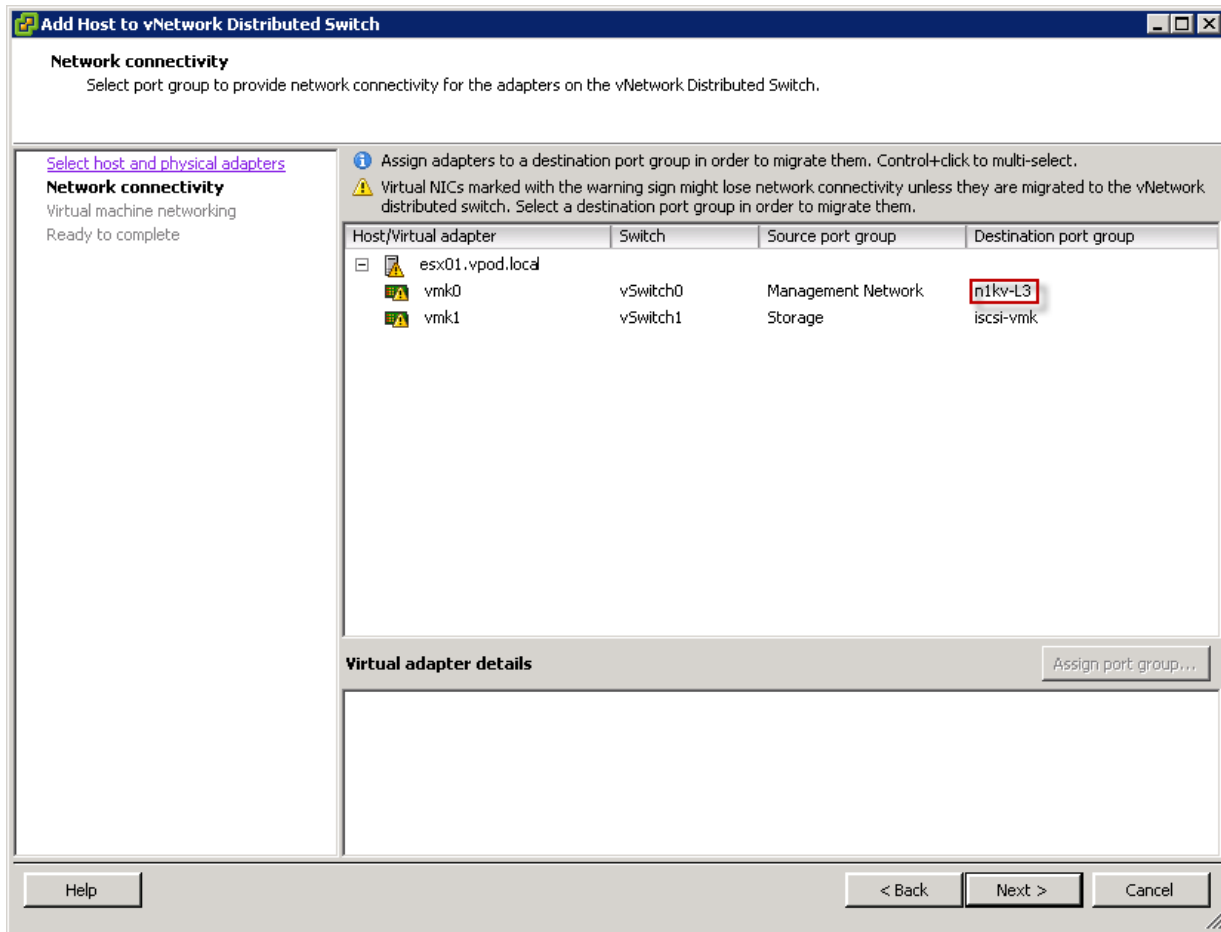 Add Host to vNetwork Distributed Switch
Network connectivity
Select port group to provide network connectivity for the adapters on the vNetwork Distributed Switch.
Select host and physical adapters
Network connectivity
Virtual machine networking
Ready to complete
Assign adapters to a destination port group in order to migrate them. Control+click to multi-select.
Virtual NICs marked with the warning sign might lose network connectivity unless they are migrated to the vNetwork
distributed switch. Select a destination port group in order to migrate them.
Host/Virtual adapter Switch Source port group Destination port group
esx01.vpod.local
vmk0 vSwitch0 Management Network n1kv-L3
vmk1 vSwitch1 Storage iscsi-vmk
Virtual adapter details
Assign port group...
Help < Back Next > Cancel